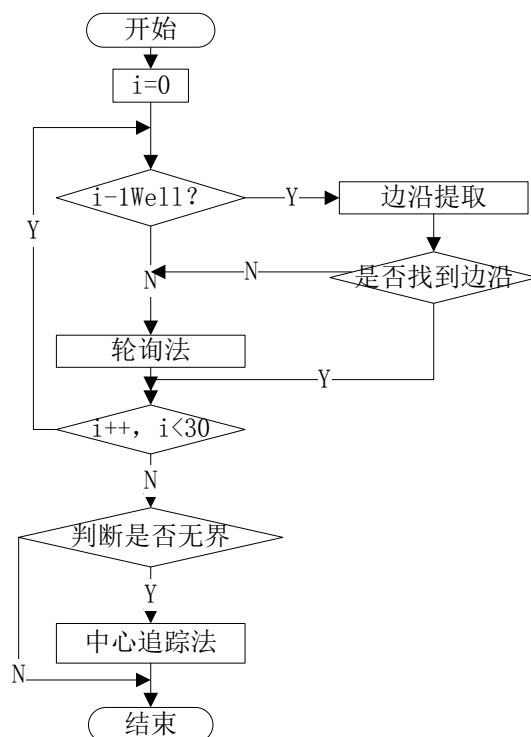 开始
i=0
i-1Well?
Y
边沿提取
Y
N
N
是否找到边沿
轮询法
Y
i++, i<30
N
判断是否无界
Y
中心追踪法
N
结束